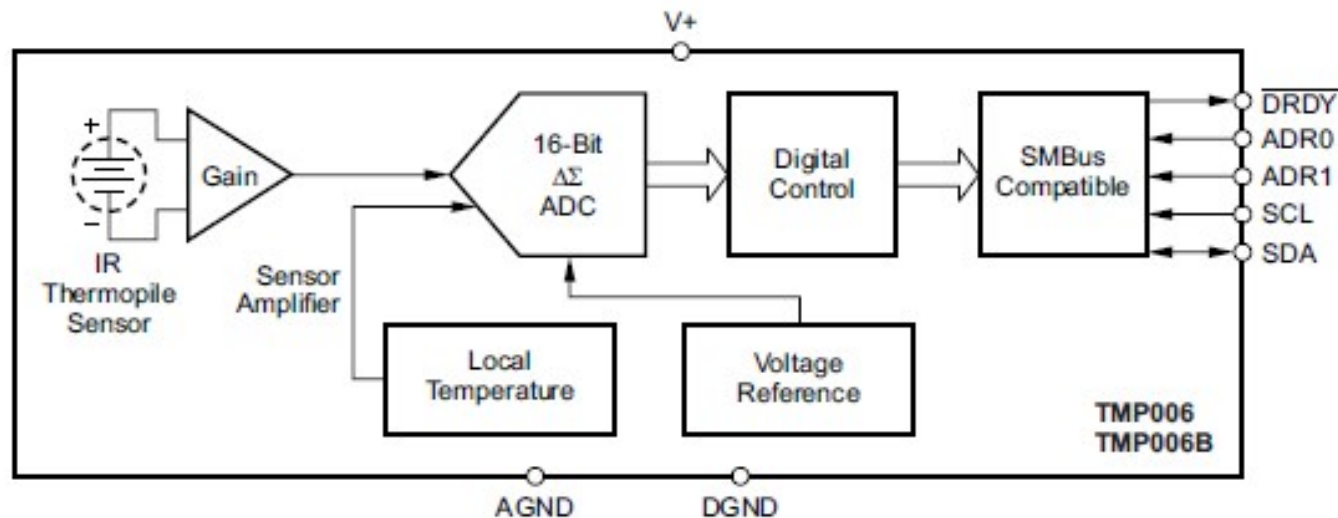 V+
DRDY
ADR0
ADR1
SCL
SDA
+
−
Gain
16-Bit
ΔΣ
ADC
Digital
Control
SMBus
Compatible
IR
Thermopile
Sensor
Sensor
Amplifier
Local
Temperature
Voltage
Reference
TMP006
TMP006B
AGND
DGND